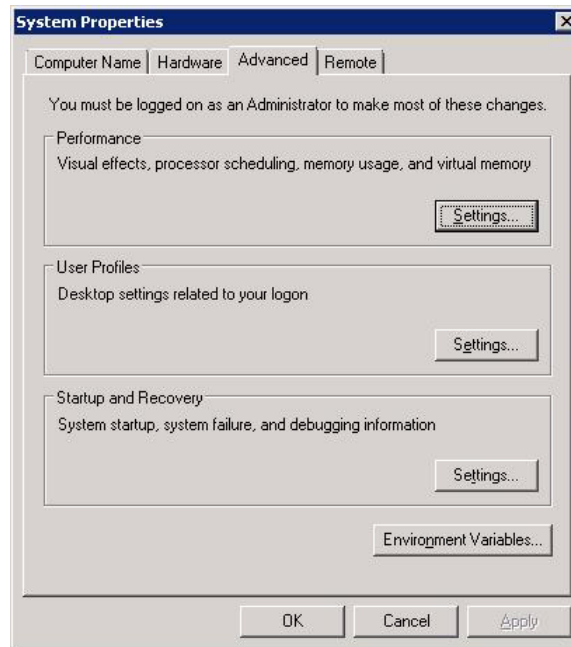 System Properties
Computer Name Hardware Advanced Remote
You must be logged on as an Administrator to make most of these changes.
Performance
Visual effects, processor scheduling, memory usage, and virtual memory
Settings...
User Profiles
Desktop settings related to your logon
Settings...
Startup and Recovery
System startup, system failure, and debugging information
Settings...
Environment Variables...
OK Cancel Apply